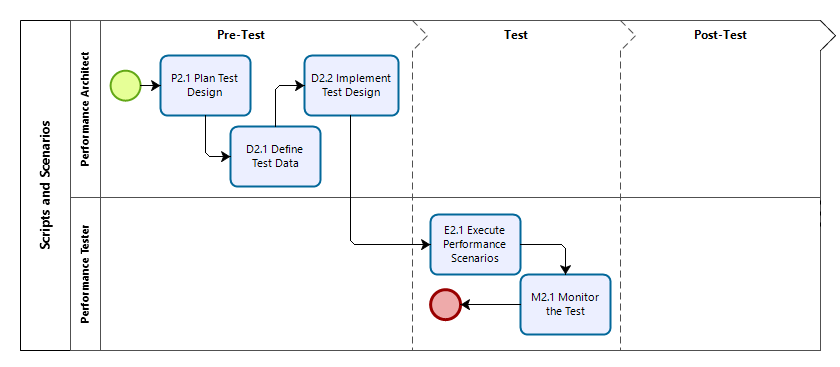 Pre-Test
Test
Post-Test
Scripts and Scenarios
Performance Architect
P2.1 Plan Test
Design
D2.2 Implement
Test Design
D2.1 Define
Test Data
Performance Tester
E2.1 Execute
Performance
Scenarios
M2.1 Monitor
the Test